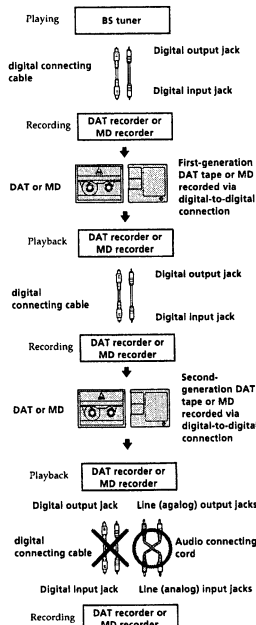 Playing
BS tuner
Digital output jack
digital
connecting
cable
Digital input jack
Recording
DAT recorder or
MD recorder
DAT or MD
First-generation
DAT tape or MD
recorded via
digital-to-digital
connection
Playback
DAT recorder or
MD recorder
Digital output jack
digital
connecting cable
Digital input jack
Recording
DAT recorder or
MD recorder
DAT or MD
Second-
generation DAT
tape or MD
recorded via
digital-to-digital
connection
Playback
DAT recorder or
MD recorder
Digital output jack
Line (agalog) output jacks
digital
connecting cable
Audio connecting
cord
Digital input jack
Line (analog) input jacks
Recording
DAT recorder or
MD recorder